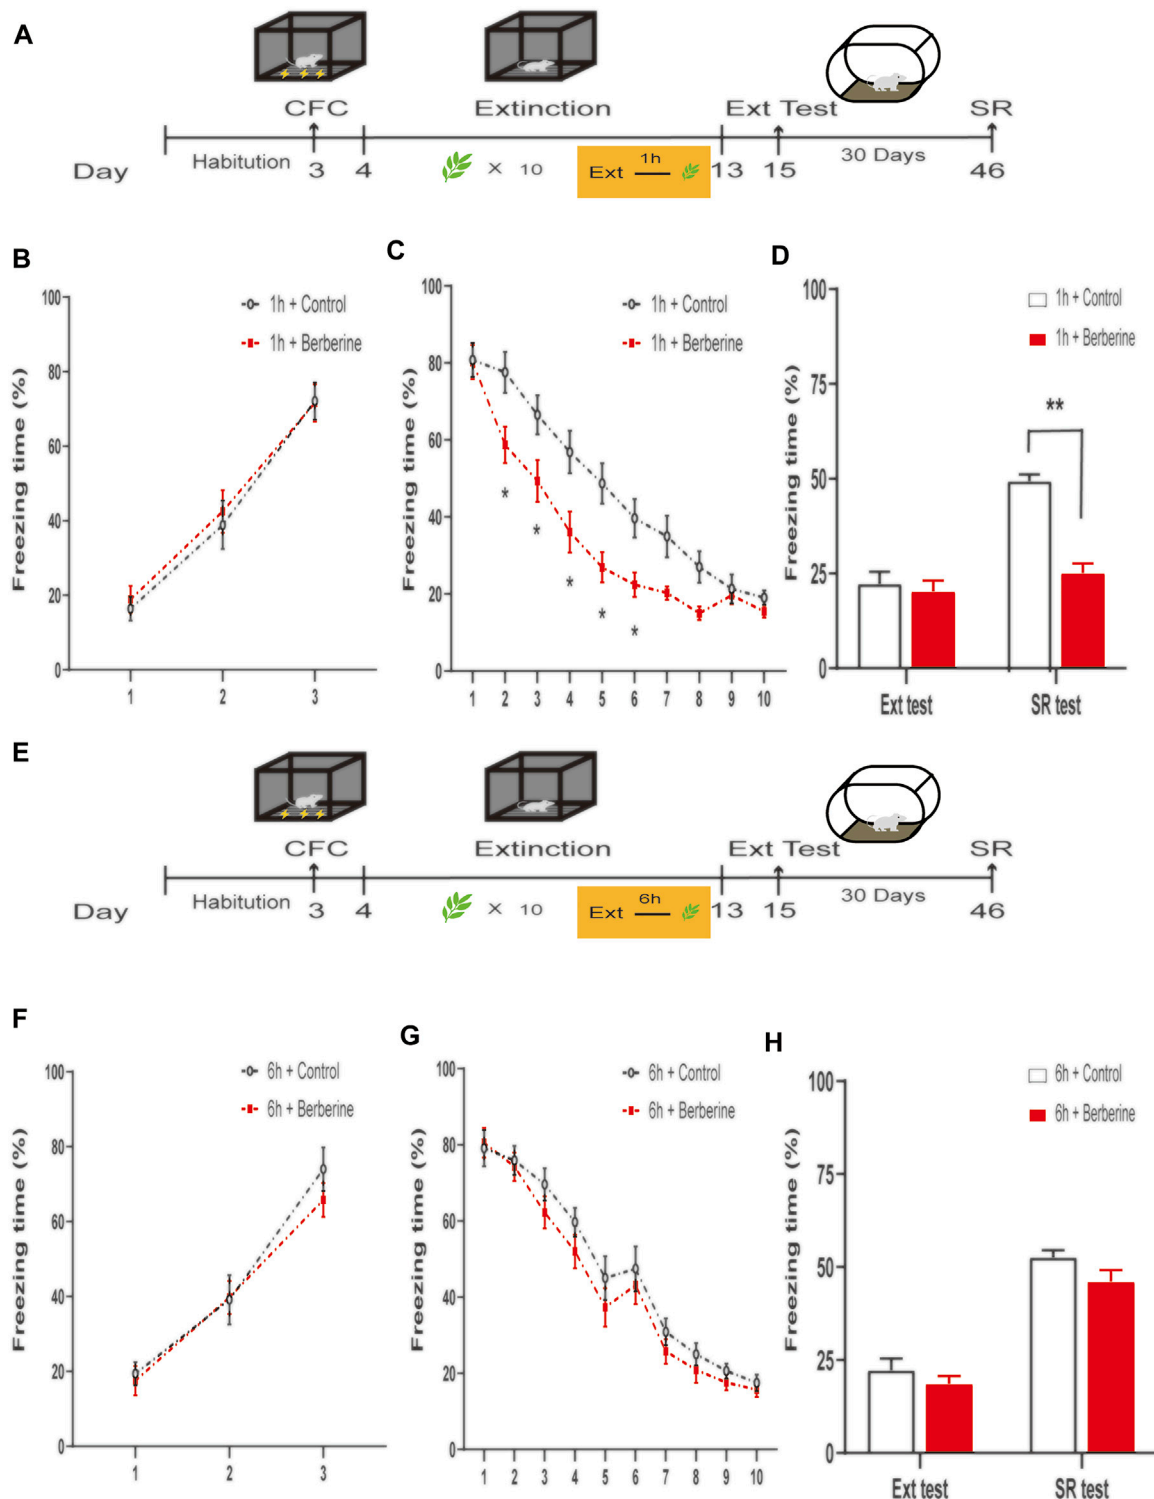 A
CFC Extinction Ext Test SR
Habitution 30 Days
Day 3 4 × 10 Ext 1h 13 15 46
B
Freezing time (%)
100
80
60
40
20
0
1 2 3
1h + Control
1h + Berberine
C
Freezing time (%)
100
80
60
40
20
0
1 2 3 4 5 6 7 8 9 10
1h + Control
1h + Berberine
* * * * *
D
Freezing time (%)
100
75
50
25
0
Ext test SR test
1h + Control
1h + Berberine
**
E
CFC Extinction Ext Test SR
Habitution 30 Days
Day 3 4 × 10 Ext 6h 13 15 46
F
Freezing time (%)
100
80
60
40
20
0
1 2 3
6h + Control
6h + Berberine
G
Freezing time (%)
100
80
60
40
20
0
1 2 3 4 5 6 7 8 9 10
6h + Control
6h + Berberine
H
Freezing time (%)
100
75
50
25
0
Ext test SR test
6h + Control
6h + Berberine